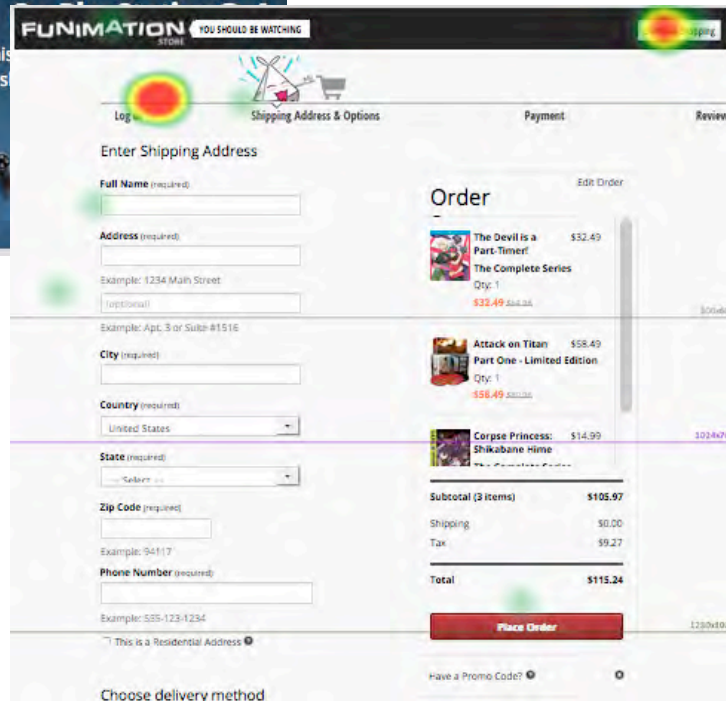 FUNIMATION
STORE
YOU SHOULD BE WATCHING
Shipping Address & Options
Payment
Review
Enter Shipping Address
Full Name (required)
Address (required)
Example: 1234 Main Street
(optional)
Example: Apt. 3 or Suite #1516
City (required)
Country (required)
United States
State (required)
-- Select --
Zip Code (required)
Example: 94117
Phone Number (required)
Example: 555-123-1234
This is a Residential Address
Choose delivery method
Edit Order
Order
The Devil is a $32.49
Part-Timer!
The Complete Series
Qty: 1
$32.49
Attack on Titan $58.49
Part One - Limited Edition
Qty: 1
$58.49
Corpse Princess: $14.99
Shikabane Hime
Subtotal (3 items) $105.97
Shipping $0.00
Tax $9.27
Total $115.24
Place Order
Have a Promo Code?